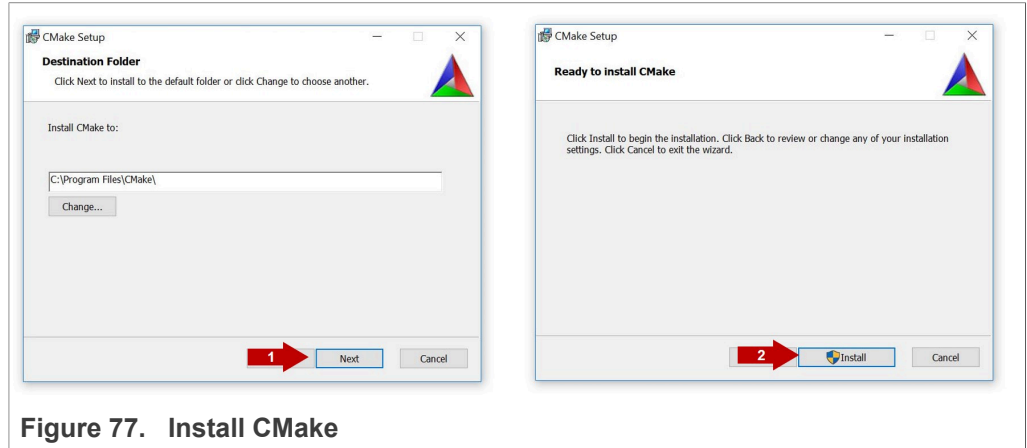 CMake Setup
Destination Folder
Click Next to install to the default folder or click Change to choose another.
Install CMake to:
C:\Program Files\CMake\
Change...
1
Next
Cancel
CMake Setup
Ready to install CMake
Click Install to begin the installation. Click Back to review or change any of your installation
settings. Click Cancel to exit the wizard.
2
Install
Cancel
Figure 77. Install CMake